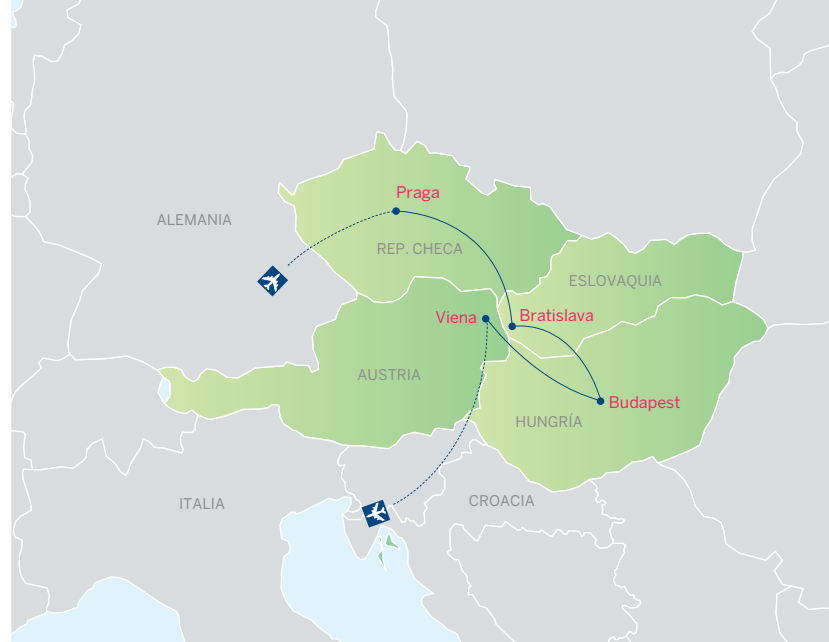 Praga
ALEMANIA
REP. CHECA
ESLOVAQUIA
Viena
Bratislava
AUSTRIA
Budapest
HUNGRÍA
ITALIA
CROACIA